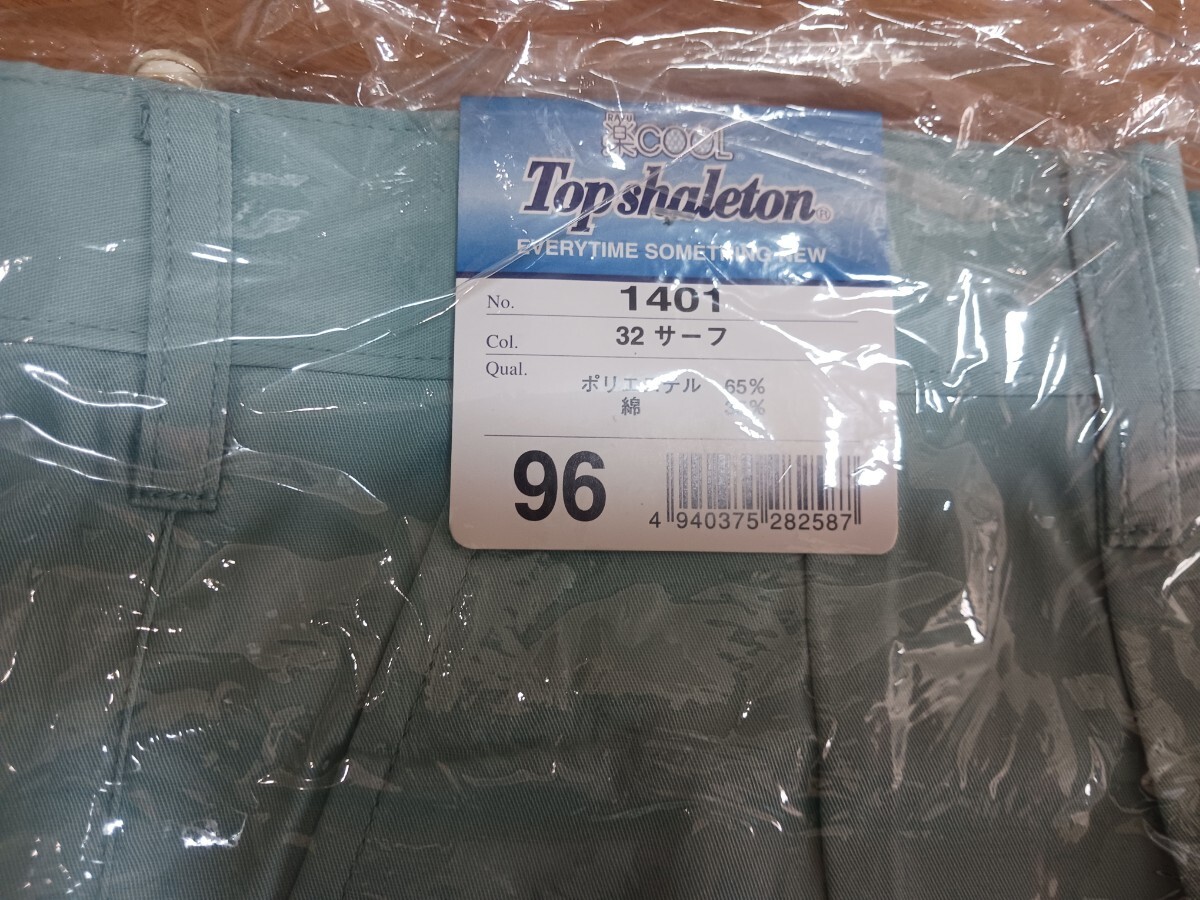 RAKU
楽COOL
Top shaleton®
EVERYTIME SOMETHING NEW
No. 1401
Col. 32 サーフ
Qual.
ポリエステル 65%
綿
96
4 940375 282587